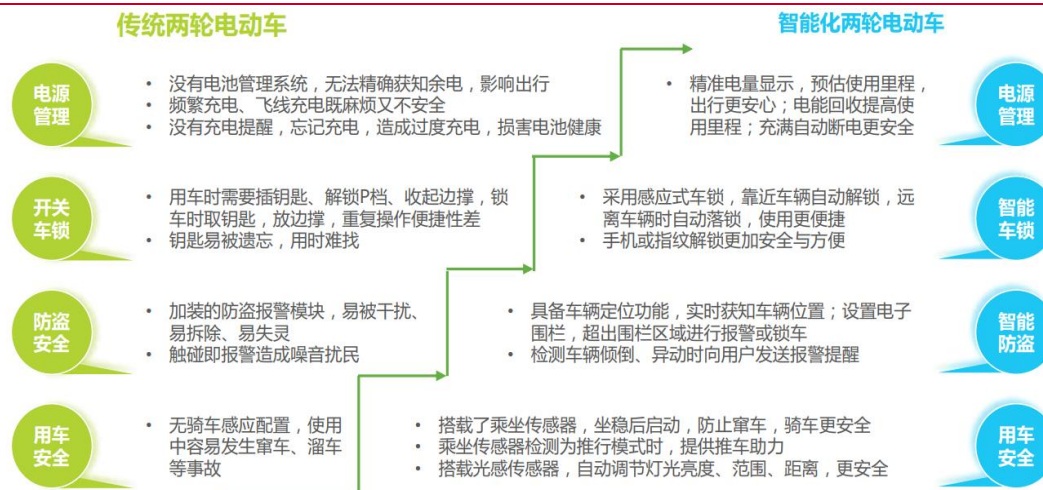 传统两轮电动车
智能化两轮电动车
电源
管理
• 没有电池管理系统，无法精确获知余电，影响出行
• 频繁充电、飞线充电既麻烦又不安全
• 没有充电提醒，忘记充电，造成过度充电，损害电池健康
• 精准电量显示，预估使用里程，
出行更安心；电能回收提高使
用里程；充满自动断电更安全
电源
管理
开关
车锁
• 用车时需要插钥匙、解锁P档、收起边撑，锁
车时取钥匙，放边撑，重复操作便捷性差
• 钥匙易被遗忘，用时难找
• 采用感应式车锁，靠近车辆自动解锁，远
离车辆时自动落锁，使用更便捷
• 手机或指纹解锁更加安全与方便
智能
车锁
防盗
安全
• 加装的防盗报警模块，易被干扰、
易拆除、易失灵
• 触碰即报警造成噪音扰民
• 具备车辆定位功能，实时获知车辆位置；设置电子
围栏，超出围栏区域进行报警或锁车
• 检测车辆倾倒、异动时向用户发送报警提醒
智能
防盗
用车
安全
• 无骑车感应配置，使用
中容易发生窜车、溜车
等事故
• 搭载了乘坐传感器，坐稳后启动，防止窜车，骑车更安全
• 乘坐传感器检测为推行模式时，提供推车助力
• 搭载光感传感器，自动调节灯光亮度、范围、距离，更安全
用车
安全